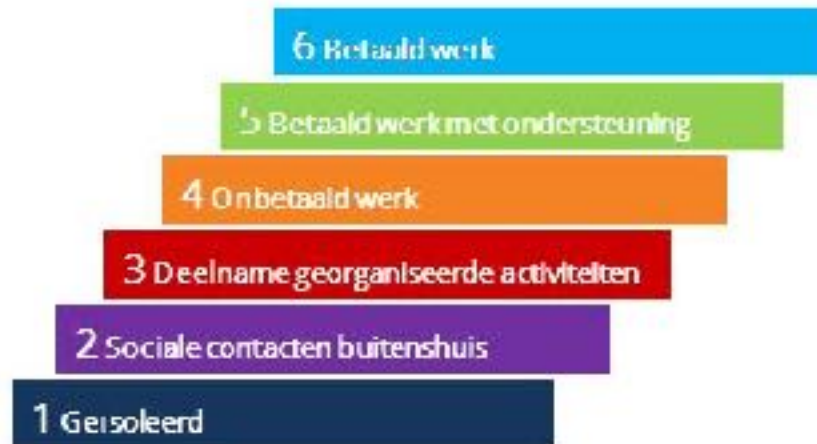 6 Betaald werk
5 Betaald werk met ondersteuning
4 Onbetaald werk
3 Deelname georganiseerde activiteiten
2 Sociale contacten buitenshuis
1 Geïsoleerd